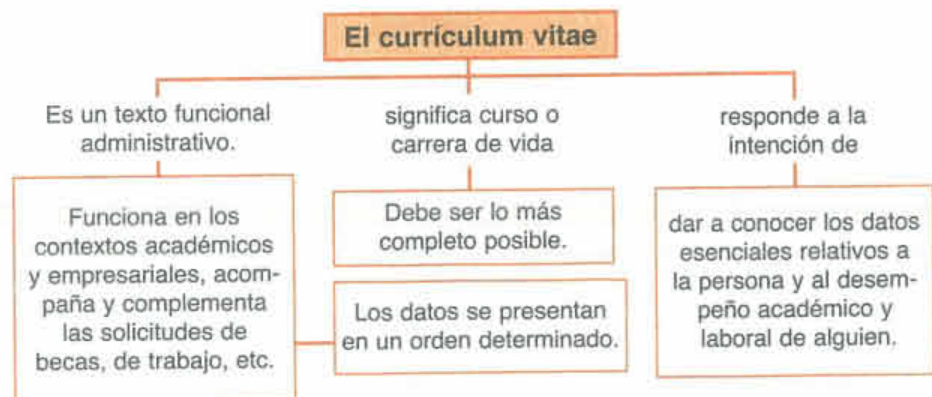 El currículum vitae
Es un texto funcional
administrativo.
significa curso o
carrera de vida
responde a la
intención de
Funciona en los
contextos académicos
y empresariales, acom-
paña y complementa
las solicitudes de
becas, de trabajo, etc.
Debe ser lo más
completo posible.
Los datos se presentan
en un orden determinado.
dar a conocer los datos
esenciales relativos a
la persona y al desem-
peño académico y
laboral de alguien.